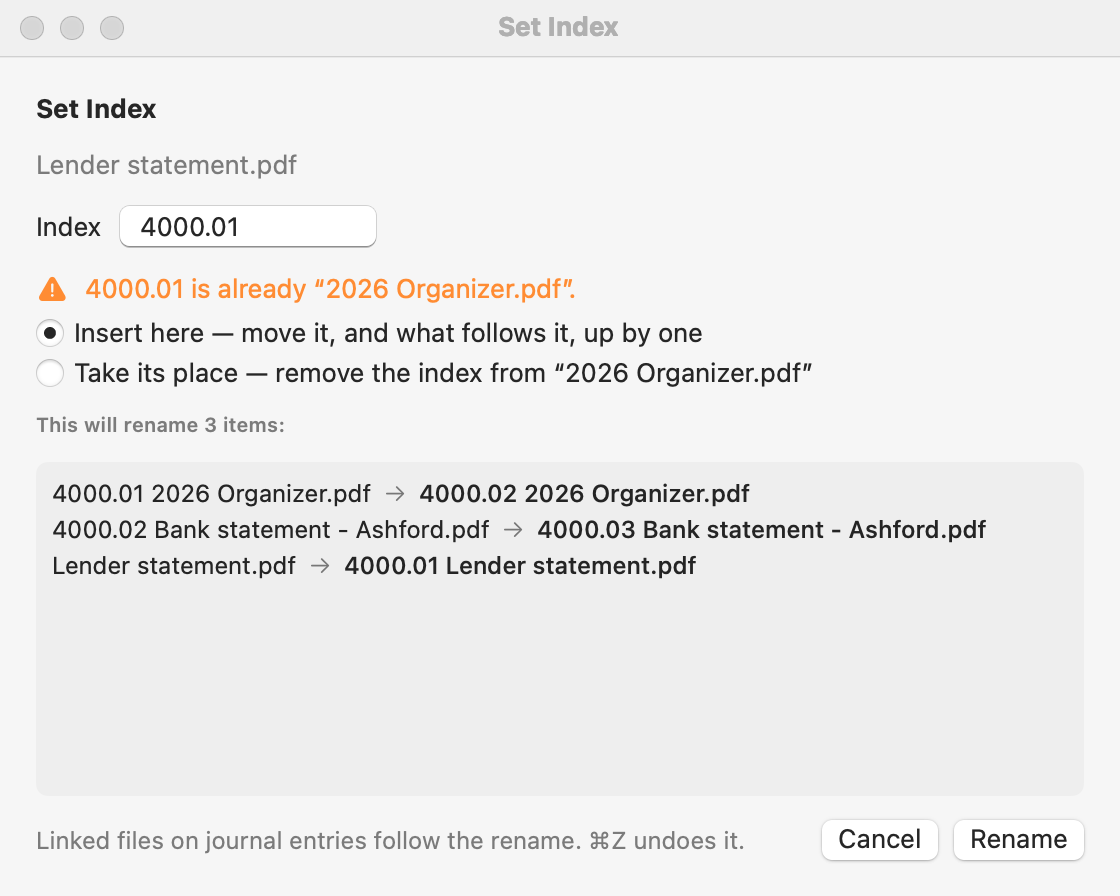 Set Index
Set Index
Lender statement.pdf
Index 4000.01
4000.01 is already “2026 Organizer.pdf”.
Insert here — move it, and what follows it, up by one
Take its place — remove the index from “2026 Organizer.pdf”
This will rename 3 items:
4000.01 2026 Organizer.pdf → 4000.02 2026 Organizer.pdf
4000.02 Bank statement - Ashford.pdf → 4000.03 Bank statement - Ashford.pdf
Lender statement.pdf → 4000.01 Lender statement.pdf
Linked files on journal entries follow the rename. ⌘Z undoes it. Cancel Rename